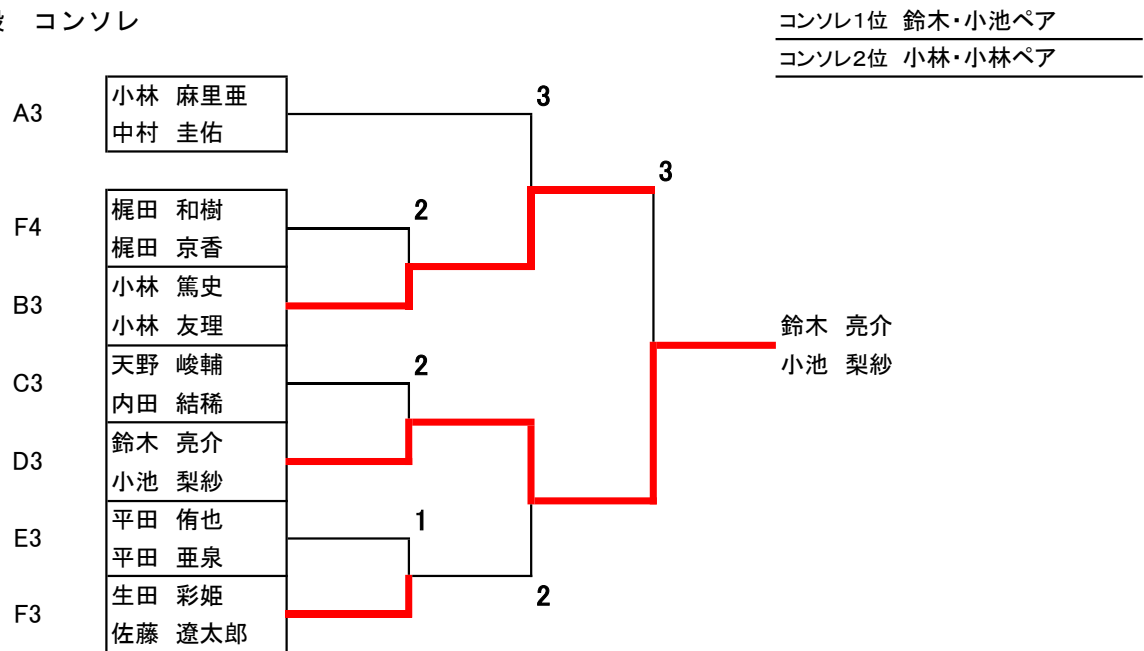 コンソレ
コンソレ1位 鈴木・小池ペア
コンソレ2位 小林・小林ペア
A3
小林 麻里亜
中村 圭佑
3
3
F4
梶田 和樹
梶田 京香
2
B3
小林 篤史
小林 友理
鈴木 亮介
小池 梨紗
C3
天野 峻輔
内田 結稀
2
D3
鈴木 亮介
小池 梨紗
E3
平田 侑也
平田 亜泉
1
F3
生田 彩姫
佐藤 遼太郎
2